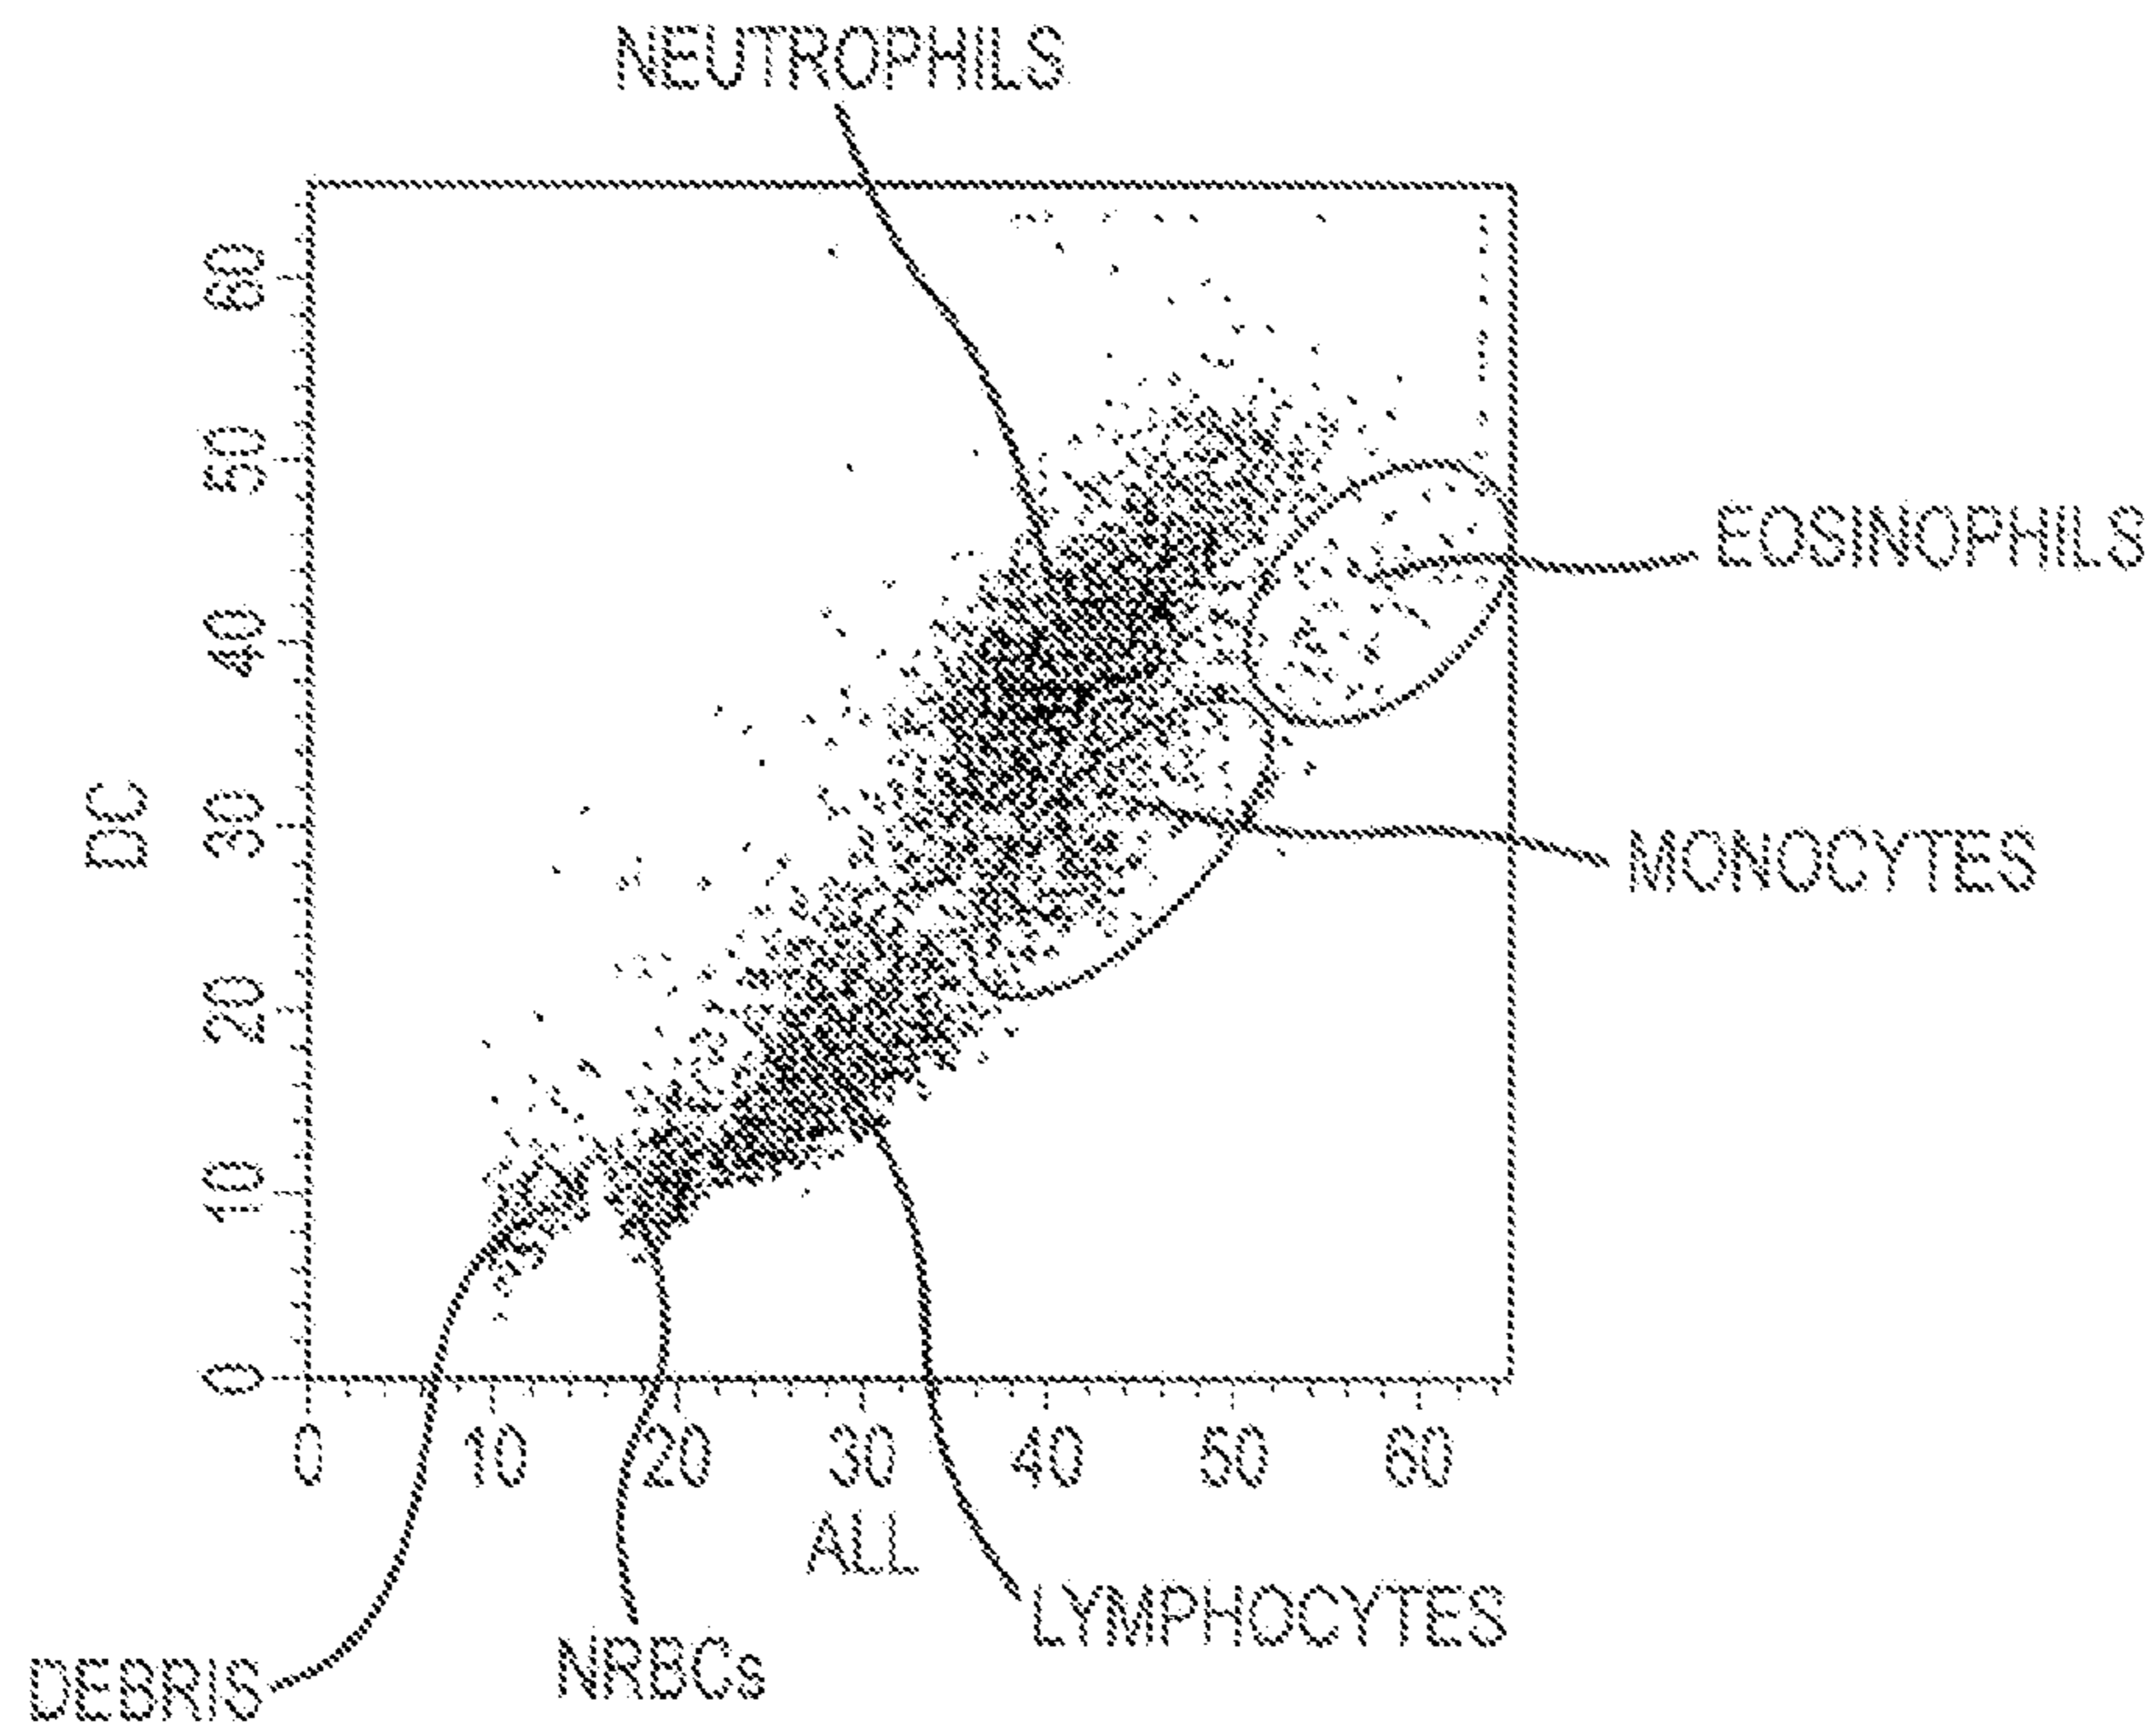 NEUTROPHILS
60
50
EOSINOPHILS
40
DC
30
MONOCYTES
20
10
0
0 10 20 30 40 50 60
ALL
LYMPHOCYTES
NRBCs
DEBRIS